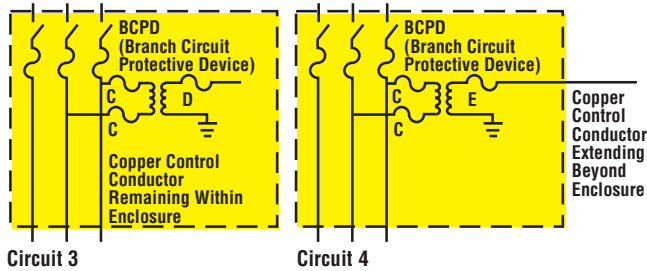 BCPD
(Branch Circuit
Protective Device)
C
D
C
Copper Control
Conductor
Remaining Within
Enclosure
Circuit 3
BCPD
(Branch Circuit
Protective Device)
C
E
C
Copper
Control
Conductor
Extending
Beyond
Enclosure
Circuit 4